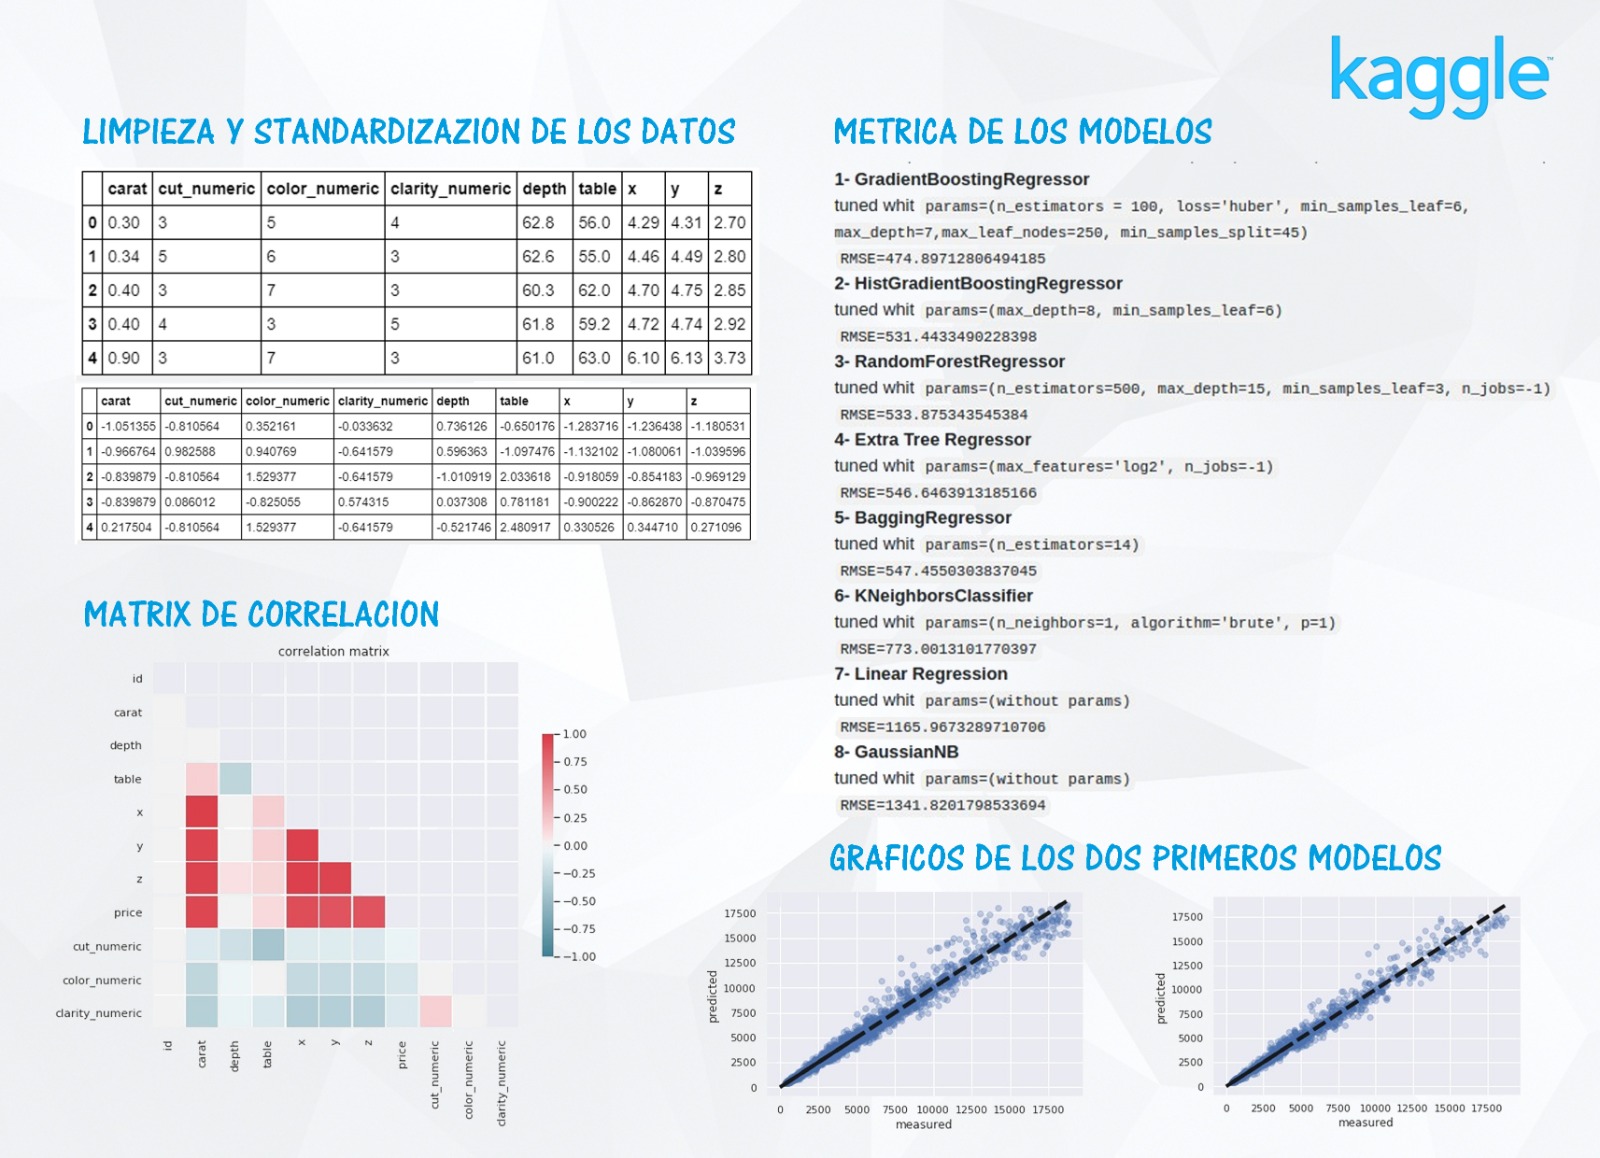 kaggle
LIMPIEZA Y STANDARDIZAZION DE LOS DATOS
carat cut_numeric color_numeric clarity_numeric depth table x y z
0 0.30 3 5 4 62.8 56.0 4.29 4.31 2.70
1 0.34 5 6 3 62.6 55.0 4.46 4.49 2.80
2 0.40 3 7 3 60.3 62.0 4.70 4.75 2.85
3 0.40 4 3 5 61.8 59.2 4.72 4.74 2.92
4 0.90 3 7 3 61.0 63.0 6.10 6.13 3.73
carat cut_numeric color_numeric clarity_numeric depth table x y z
0 -1.051355 -0.810564 0.352161 -0.033632 0.736126 -0.650176 -1.283716 -1.236438 -1.180531
1 -0.966764 0.982588 0.940769 -0.641579 0.596363 -1.097476 -1.132102 -1.080061 -1.039596
2 -0.839879 -0.810564 1.529377 -0.641579 -1.010919 2.033618 -0.918059 -0.854183 -0.969129
3 -0.839879 0.086012 -0.825055 0.574315 0.037308 0.781181 -0.900222 -0.862870 -0.870475
4 0.217504 -0.810564 1.529377 -0.641579 -0.521746 2.480917 0.330526 0.344710 0.271096
MATRIX DE CORRELACION
correlation matrix
id
carat
depth
table
x
y
z
price
cut_numeric
color_numeric
clarity_numeric
id carat depth table x y z price cut_numeric color_numeric clarity_numeric
1.00
0.75
0.50
0.25
0.00
−0.25
−0.50
−0.75
−1.00
METRICA DE LOS MODELOS
1- GradientBoostingRegressor
tuned whit params=(n_estimators = 100, loss='huber', min_samples_leaf=6,
max_depth=7,max_leaf_nodes=250, min_samples_split=45)
RMSE=474.89712806494185
2- HistGradientBoostingRegressor
tuned whit params=(max_depth=8, min_samples_leaf=6)
RMSE=531.4433490228398
3- RandomForestRegressor
tuned whit params=(n_estimators=500, max_depth=15, min_samples_leaf=3, n_jobs=-1)
RMSE=533.875343545384
4- Extra Tree Regressor
tuned whit params=(max_features='log2', n_jobs=-1)
RMSE=546.6463913185166
5- BaggingRegressor
tuned whit params=(n_estimators=14)
RMSE=547.4550303837045
6- KNeighborsClassifier
tuned whit params=(n_neighbors=1, algorithm='brute', p=1)
RMSE=773.0013101770397
7- Linear Regression
tuned whit params=(without params)
RMSE=1165.9673289710706
8- GaussianNB
tuned whit params=(without params)
RMSE=1341.8201798533694
GRAFICOS DE LOS DOS PRIMEROS MODELOS
predicted
17500
15000
12500
10000
7500
5000
2500
0
0 2500 5000 7500 10000 12500 15000 17500
measured
predicted
17500
15000
12500
10000
7500
5000
2500
0
0 2500 5000 7500 10000 12500 15000 17500
measured